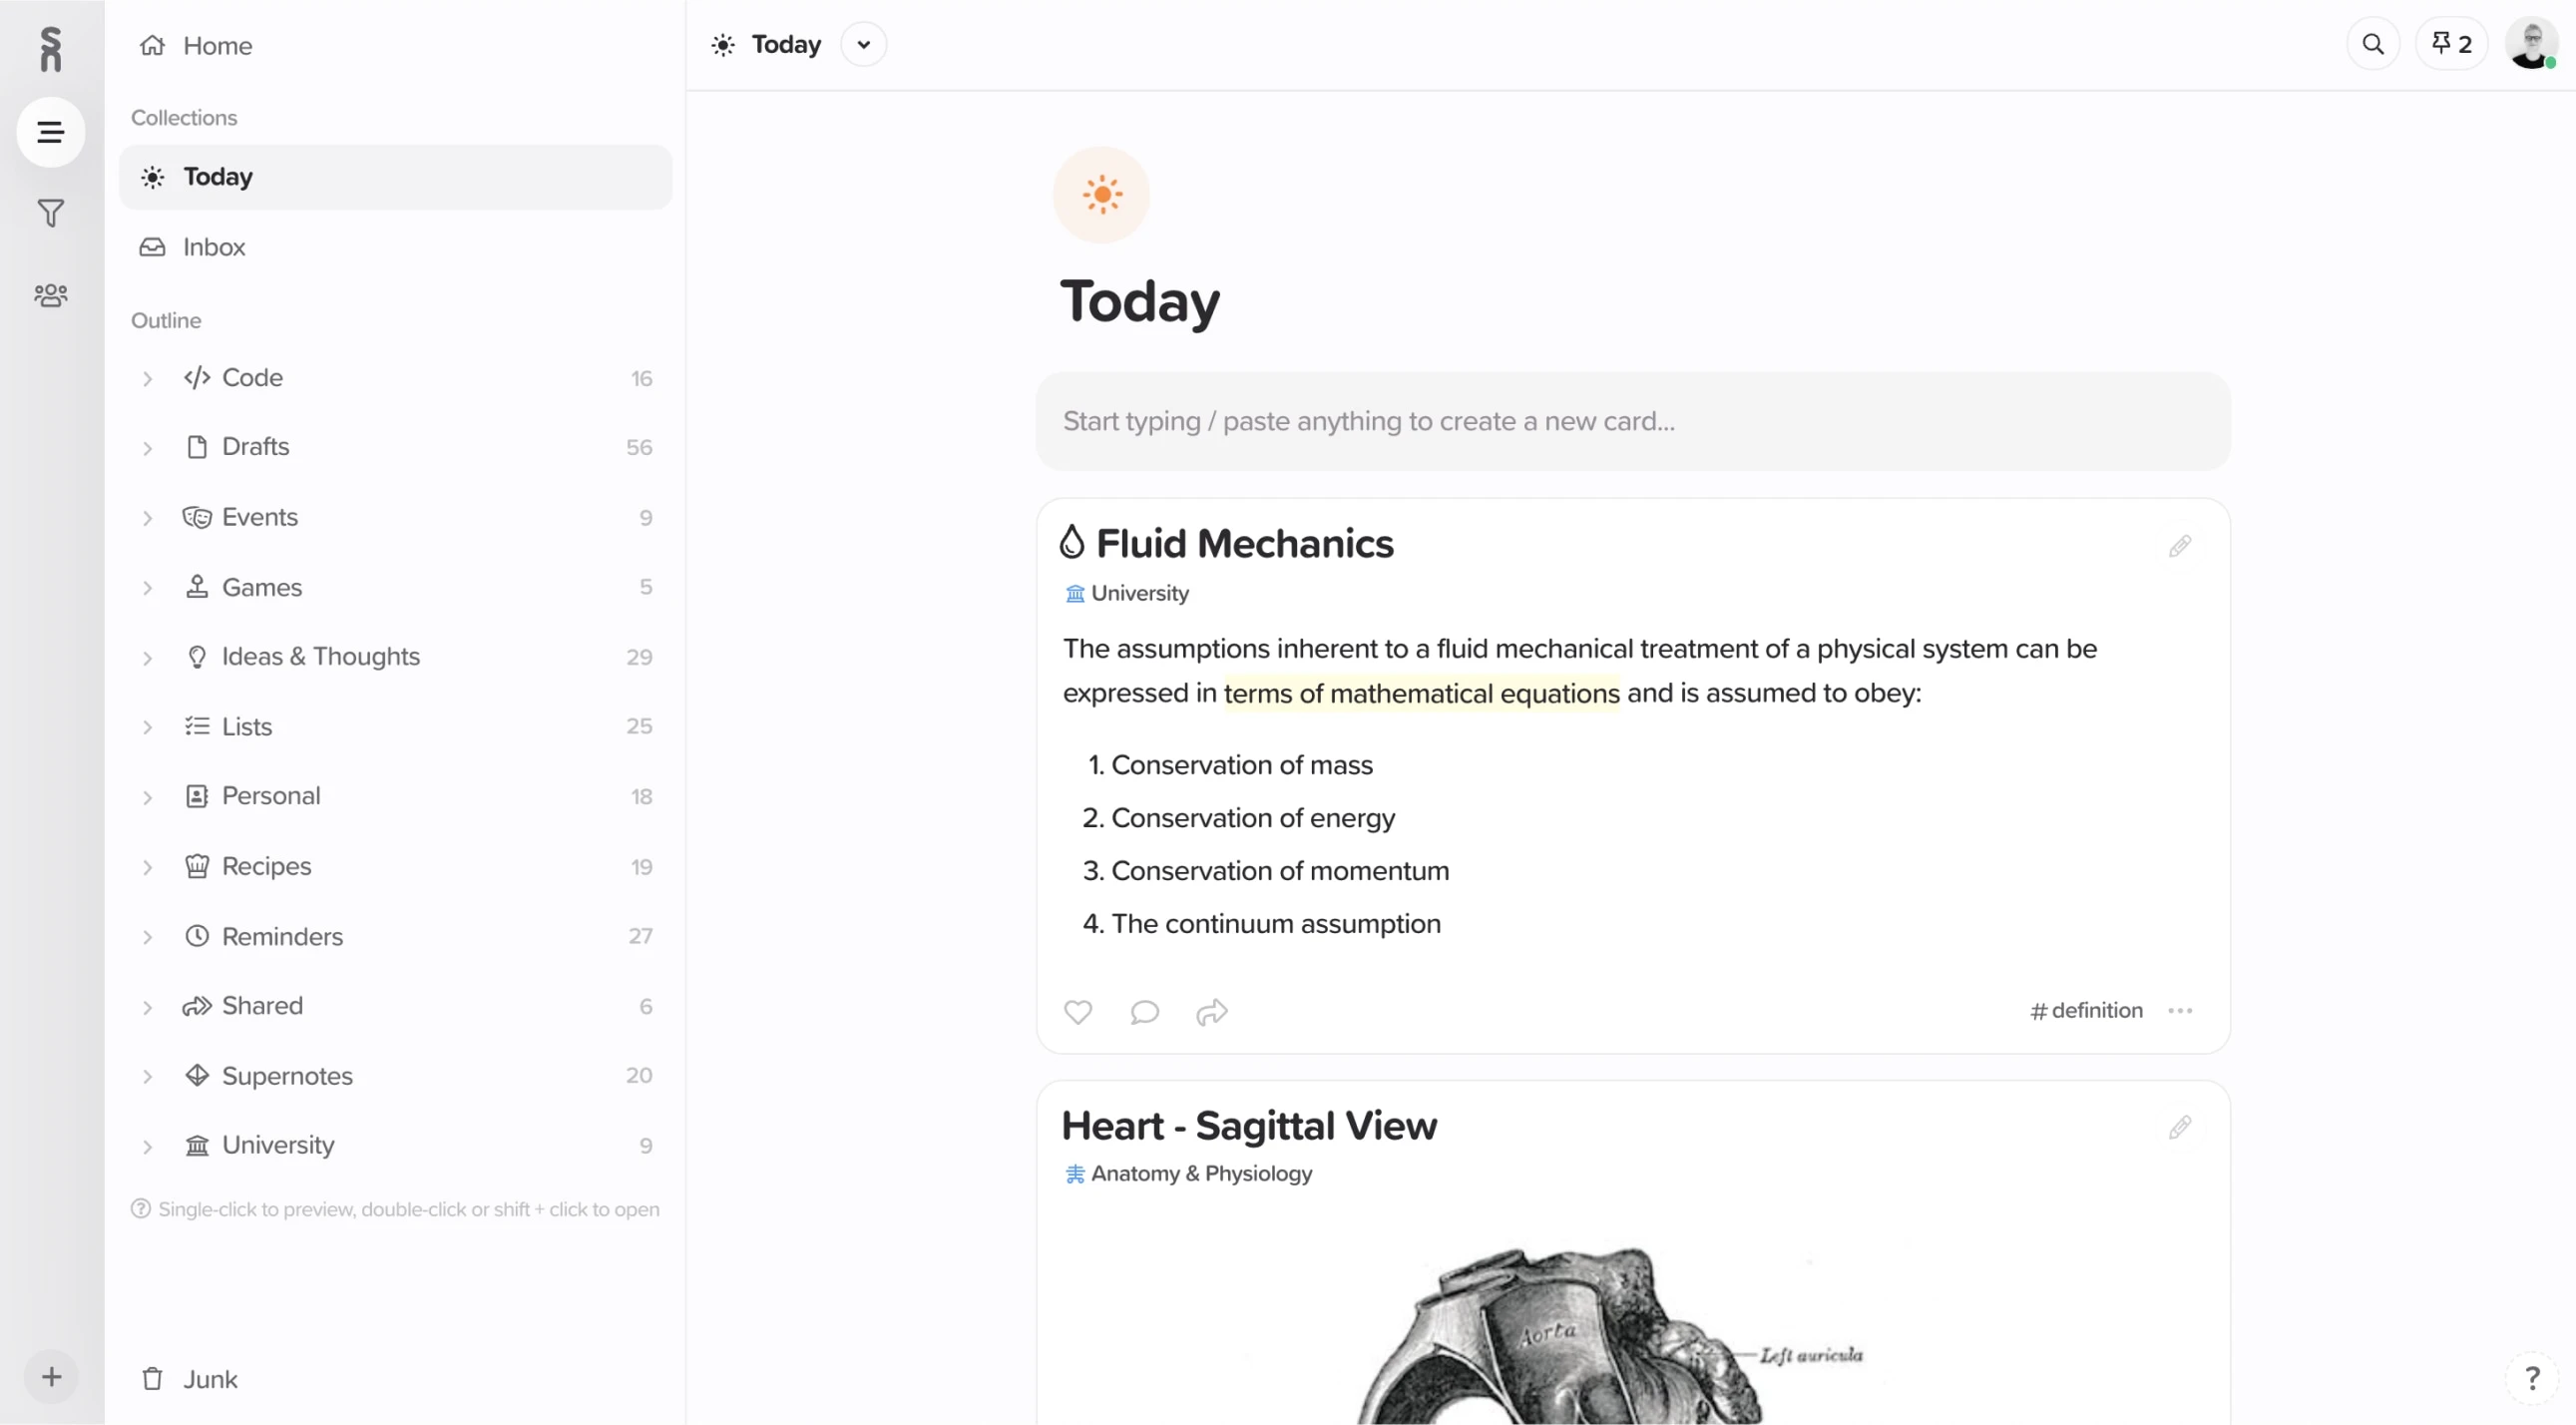 Home
Collections
Today
Inbox
Outline
Code 16
Drafts 56
Events 9
Games 5
Ideas & Thoughts 29
Lists 25
Personal 18
Recipes 19
Reminders 27
Shared 6
Supernotes 20
University 9
Single-click to preview, double-click or shift + click to open
Junk
Today
2
Today
Start typing / paste anything to create a new card...
Fluid Mechanics
University
The assumptions inherent to a fluid mechanical treatment of a physical system can be
expressed in terms of mathematical equations and is assumed to obey:
1. Conservation of mass
2. Conservation of energy
3. Conservation of momentum
4. The continuum assumption
# definition
Heart - Sagittal View
Anatomy & Physiology
Aorta
Left auricula
?